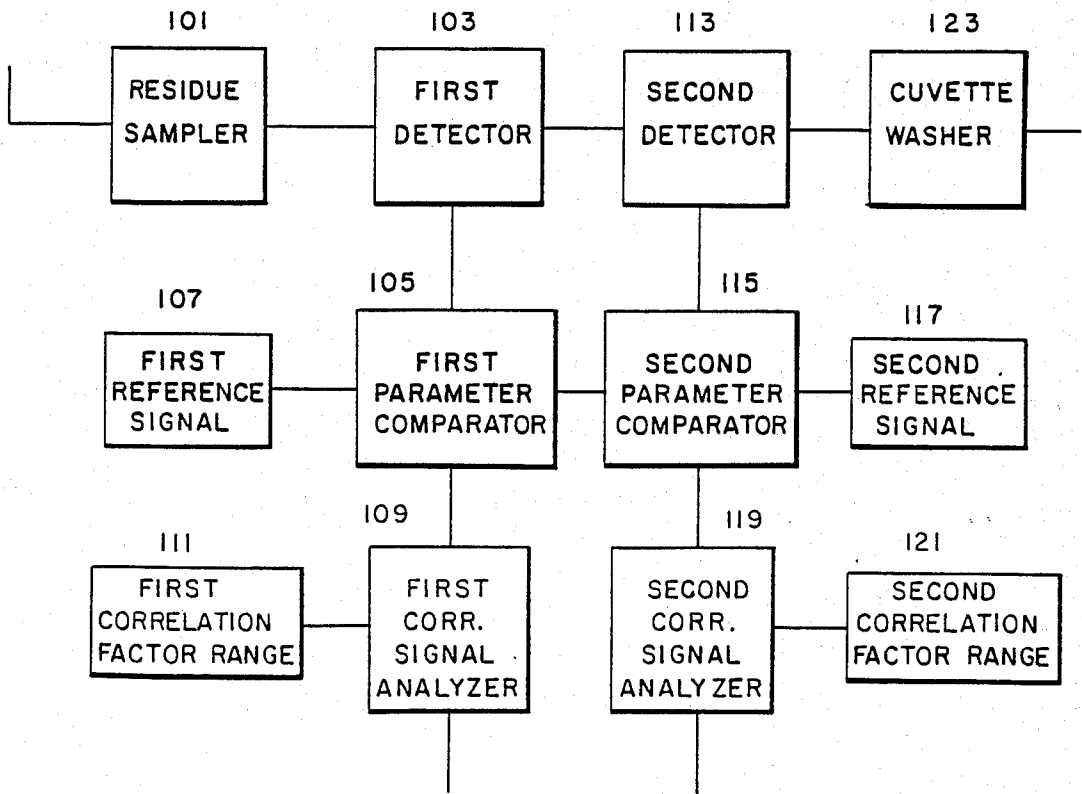 101
103
113
123
RESIDUE
SAMPLER
FIRST
DETECTOR
SECOND
DETECTOR
CUVETTE
WASHER
107
105
115
117
FIRST
REFERENCE
SIGNAL
FIRST
PARAMETER
COMPARATOR
SECOND
PARAMETER
COMPARATOR
SECOND
REFERENCE
SIGNAL
111
109
119
121
FIRST
CORRELATION
FACTOR RANGE
FIRST
CORR.
SIGNAL
ANALYZER
SECOND
CORR.
SIGNAL
ANALYZER
SECOND
CORRELATION
FACTOR RANGE